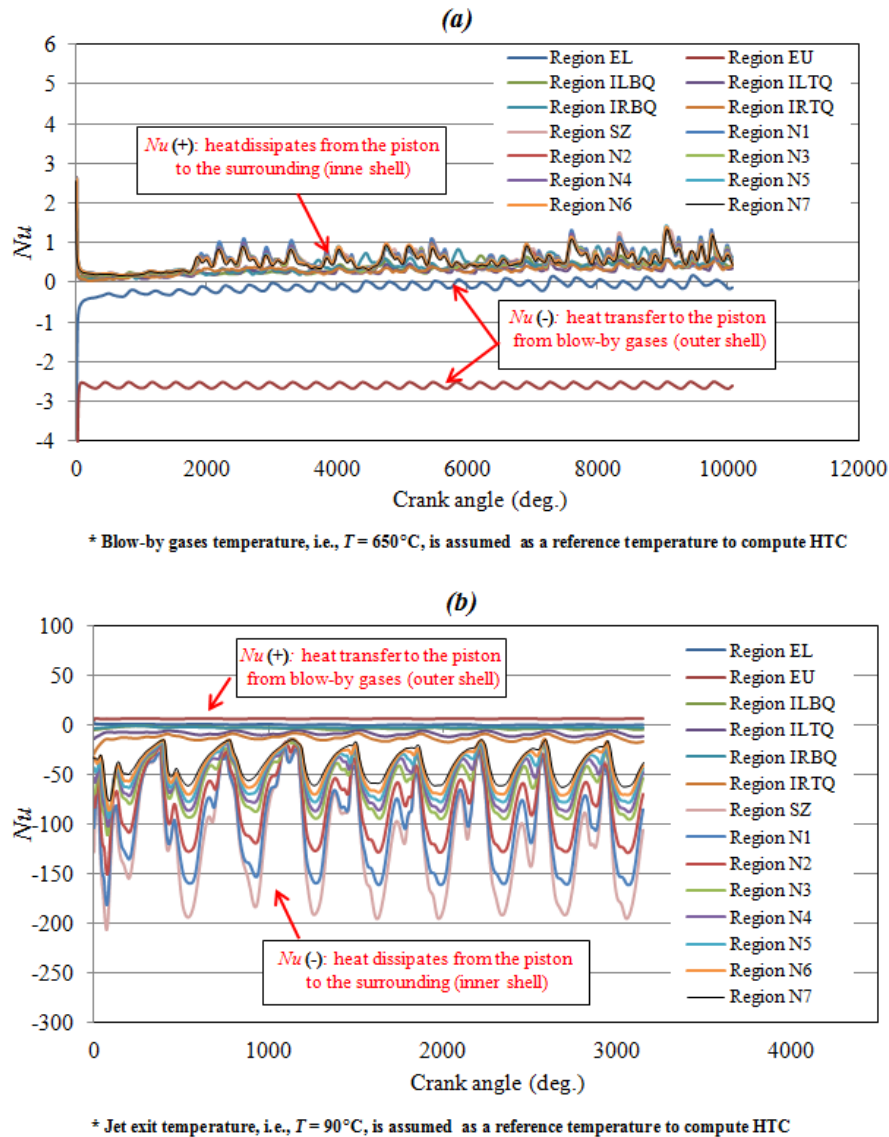 (a)
6
5
4
3
2
1
0
-1
-2
-3
-4
Nu
Region EL Region EU
Region ILBQ Region ILTQ
Region IRBQ Region IRTQ
Region SZ Region N1
Region N2 Region N3
Region N4 Region N5
Region N6 Region N7
Nu (+): heat dissipates from the piston
to the surrounding (inne shell)
Nu (-): heat transfer to the piston
from blow-by gases (outer shell)
0 2000 4000 6000 8000 10000 12000
Crank angle (deg.)
* Blow-by gases temperature, i.e., T = 650°C, is assumed as a reference temperature to compute HTC
(b)
100
50
0
-50
-100
-150
-200
-250
-300
Nu
Nu (+): heat transfer to the piston
from blow-by gases (outer shell)
Nu (-): heat dissipates from the piston
to the surrounding (inner shell)
Region EL
Region EU
Region ILBQ
Region ILTQ
Region IRBQ
Region IRTQ
Region SZ
Region N1
Region N2
Region N3
Region N4
Region N5
Region N6
Region N7
0 1000 2000 3000 4000
Crank angle (deg.)
* Jet exit temperature, i.e., T = 90°C, is assumed as a reference temperature to compute HTC